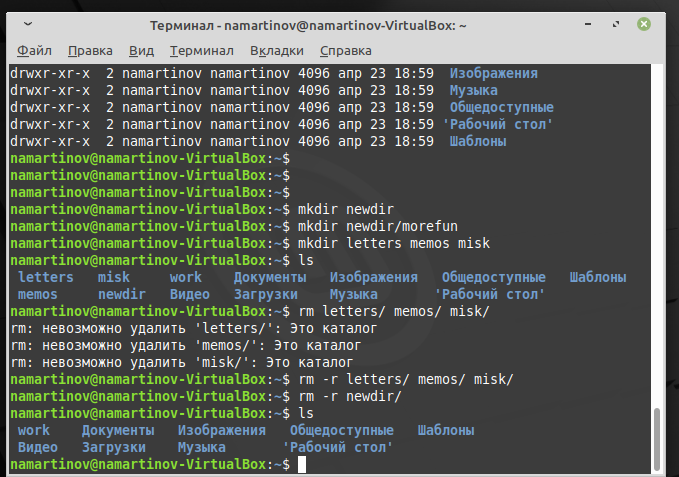 Терминал - namartinov@namartinov-VirtualBox: ~
Файл Правка Вид Терминал Вкладки Справка
drwxr-xr-x 2 namartinov namartinov 4096 апр 23 18:59 Изображения
drwxr-xr-x 2 namartinov namartinov 4096 апр 23 18:59 Музыка
drwxr-xr-x 2 namartinov namartinov 4096 апр 23 18:59 Общедоступные
drwxr-xr-x 2 namartinov namartinov 4096 апр 23 18:59 'Рабочий стол'
drwxr-xr-x 2 namartinov namartinov 4096 апр 23 18:59 Шаблоны
namartinov@namartinov-VirtualBox:~$
namartinov@namartinov-VirtualBox:~$
namartinov@namartinov-VirtualBox:~$
namartinov@namartinov-VirtualBox:~$ mkdir newdir
namartinov@namartinov-VirtualBox:~$ mkdir newdir/morefun
namartinov@namartinov-VirtualBox:~$ mkdir letters memos misk
namartinov@namartinov-VirtualBox:~$ ls
letters misk work Документы Изображения Общедоступные Шаблоны
memos newdir Видео Загрузки Музыка 'Рабочий стол'
namartinov@namartinov-VirtualBox:~$ rm letters/ memos/ misk/
rm: невозможно удалить 'letters/': Это каталог
rm: невозможно удалить 'memos/': Это каталог
rm: невозможно удалить 'misk/': Это каталог
namartinov@namartinov-VirtualBox:~$ rm -r letters/ memos/ misk/
namartinov@namartinov-VirtualBox:~$ rm -r newdir/
namartinov@namartinov-VirtualBox:~$ ls
work Документы Изображения Общедоступные Шаблоны
Видео Загрузки Музыка 'Рабочий стол'
namartinov@namartinov-VirtualBox:~$